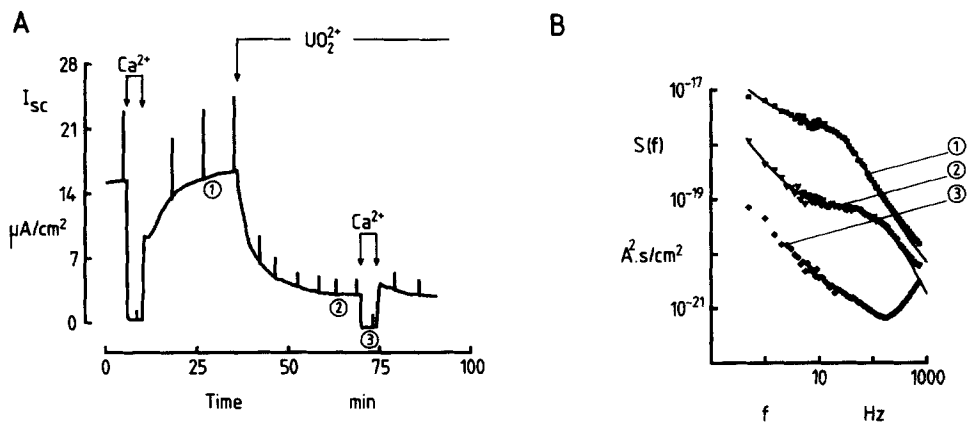 A
UO₂²⁺
28
Ca²⁺
I_SC
21
14
①
μA/cm²
7
Ca²⁺
②
0
③
0 25 50 75 100
Time min
B
10⁻¹⁷
S(f)
①
②
10⁻¹⁹
③
A².s/cm²
10⁻²¹
10 1000
f Hz